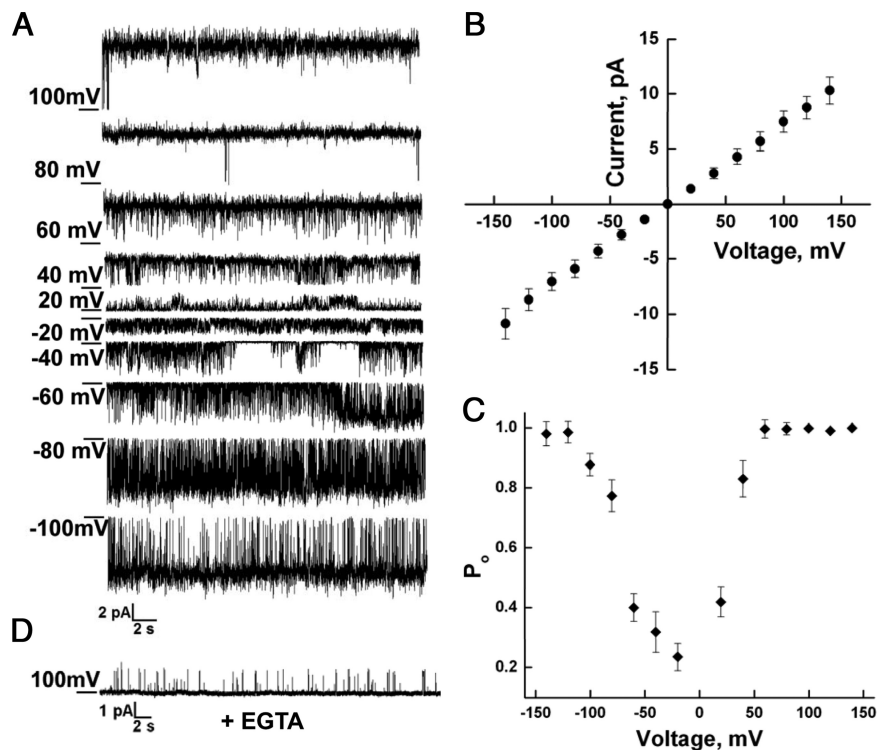 A
100mV
80 mV
60 mV
40 mV
20 mV
-20 mV
-40 mV
-60 mV
-80 mV
-100mV
2 pA
2 s
B
Current, pA
15
10
5
-5
-10
-15
-150
-100
-50
50
100
150
Voltage, mV
C
Po
1.0
0.8
0.6
0.4
0.2
-150
-100
-50
0
50
100
150
Voltage, mV
D
100mV
1 pA
2 s
+ EGTA